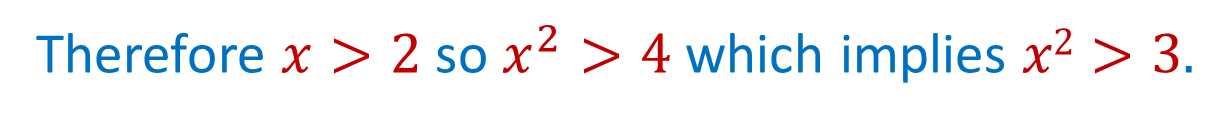 Therefore x > 2 so x² > 4 which implies x² > 3.